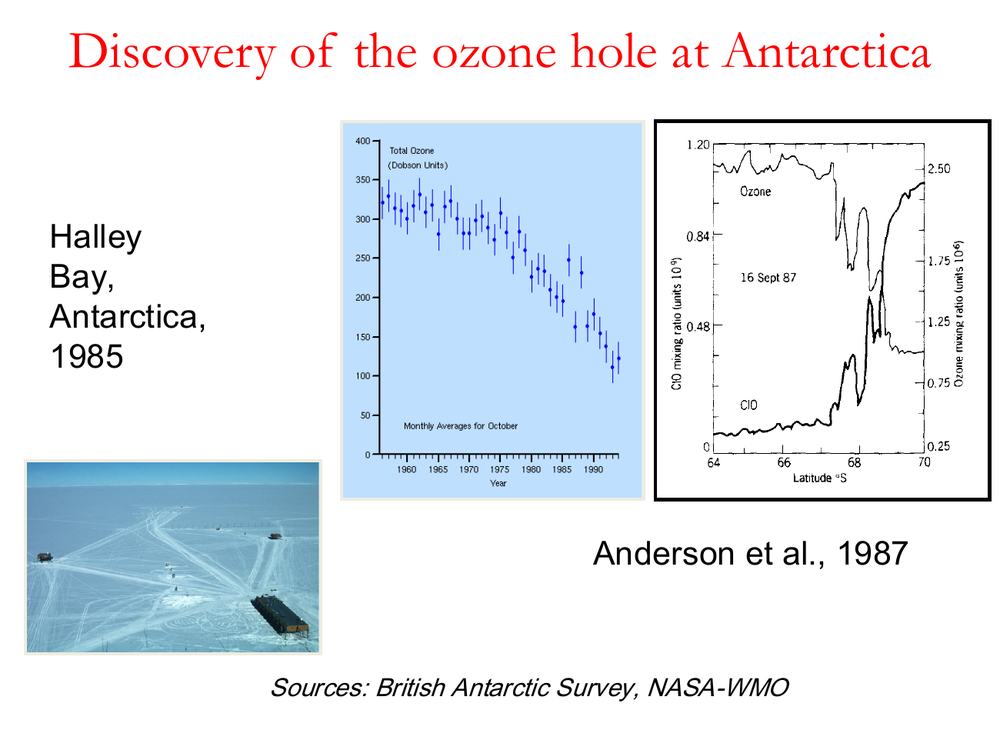 Discovery of the ozone hole at Antarctica
Halley
Bay,
Antarctica,
1985
Total Ozone
(Dobson Units)
400
350
300
250
200
150
100
50
0
Monthly Averages for October
1960 1965 1970 1975 1980 1985 1990
Year
1.20
0.84
0.48
0
ClO mixing ratio (units 10⁻⁹)
Ozone
16 Sept 87
ClO
2.50
1.75
1.25
0.75
0.25
Ozone mixing ratio (units 10⁻⁶)
64 66 68 70
Latitude °S
Anderson et al., 1987
Sources: British Antarctic Survey, NASA-WMO